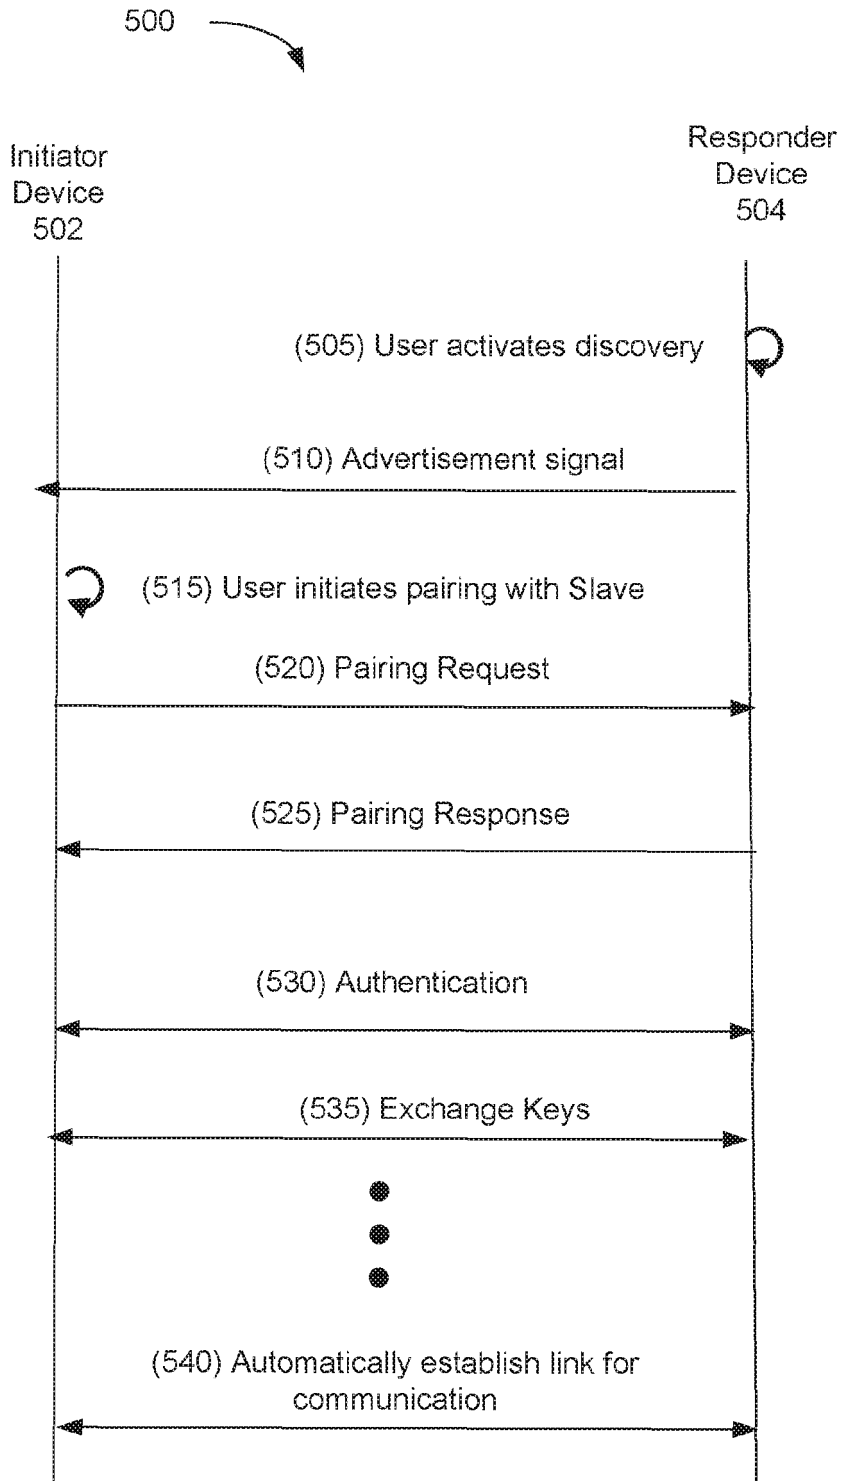 500
Initiator
Device
502
Responder
Device
504
(505) User activates discovery
(510) Advertisement signal
(515) User initiates pairing with Slave
(520) Pairing Request
(525) Pairing Response
(530) Authentication
(535) Exchange Keys
(540) Automatically establish link for
communication